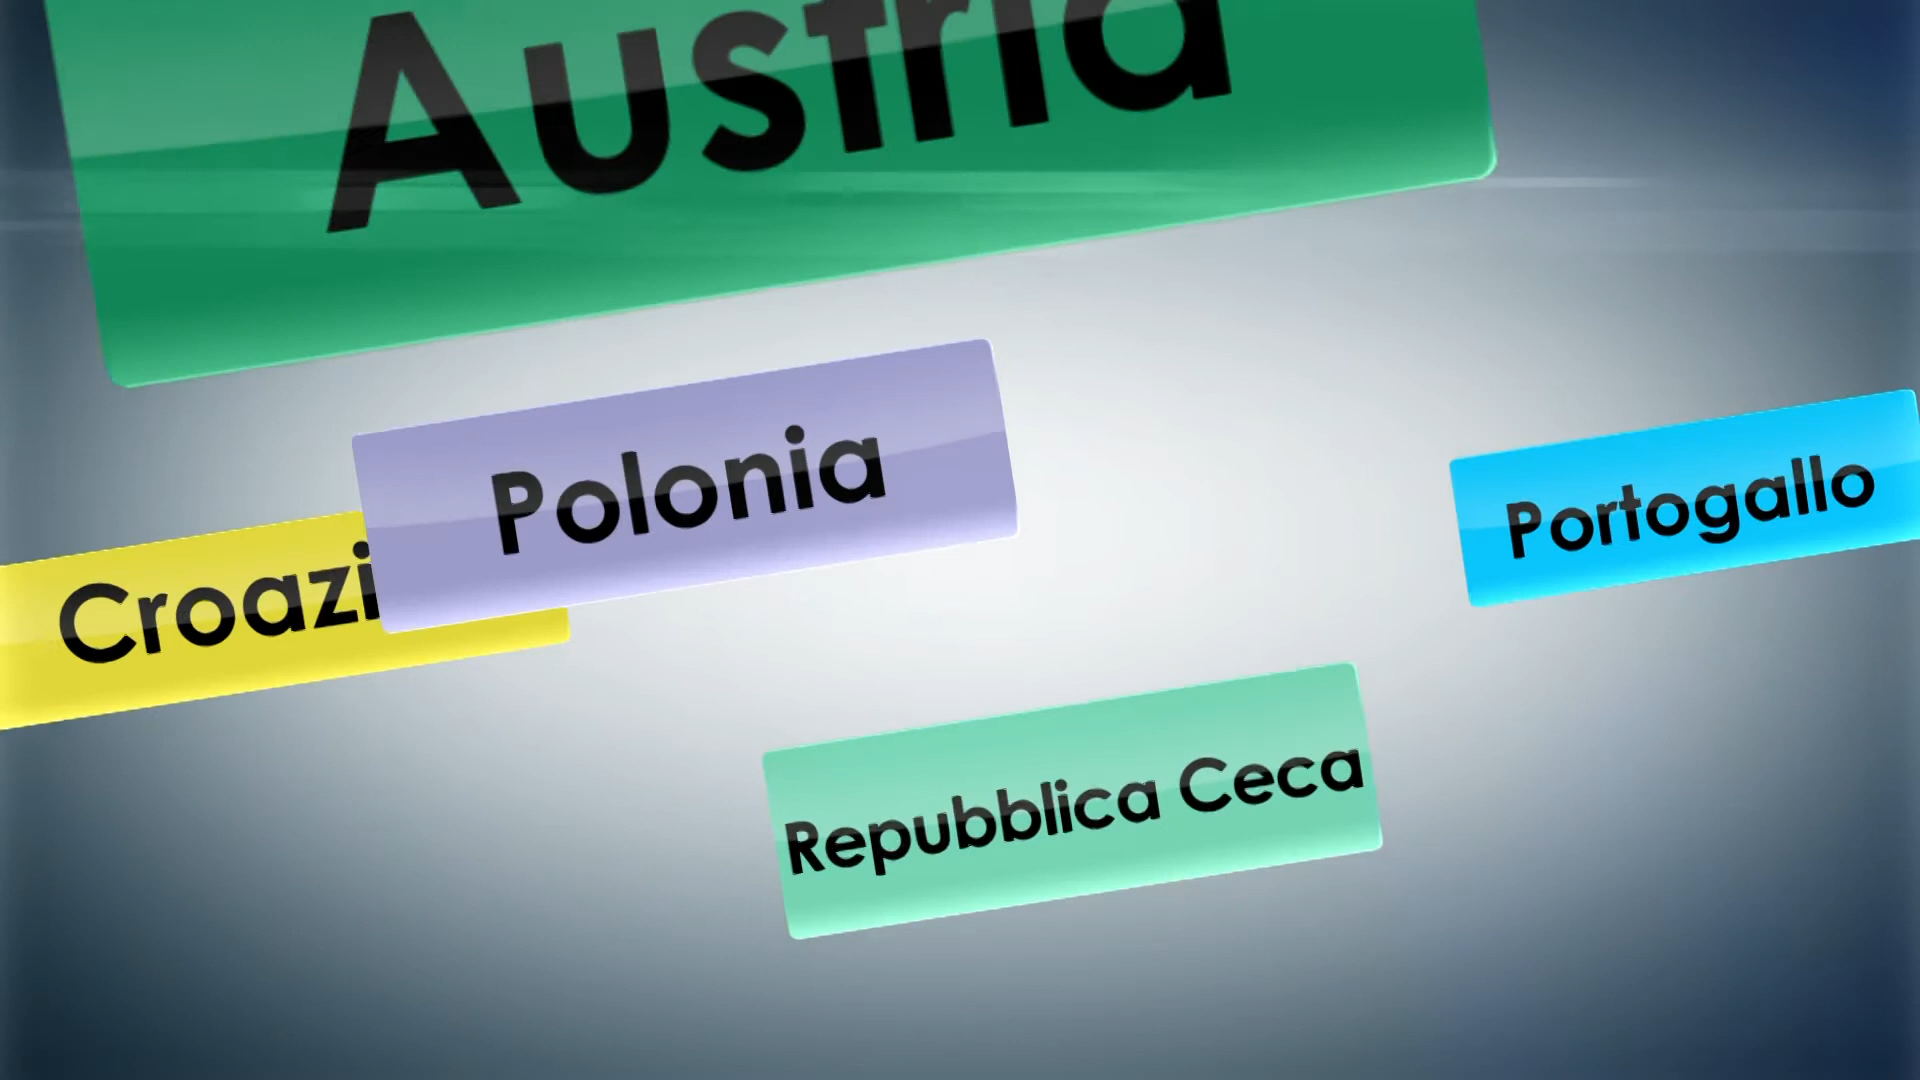 Austria
Polonia
Portogallo
Croazi
Repubblica Ceca